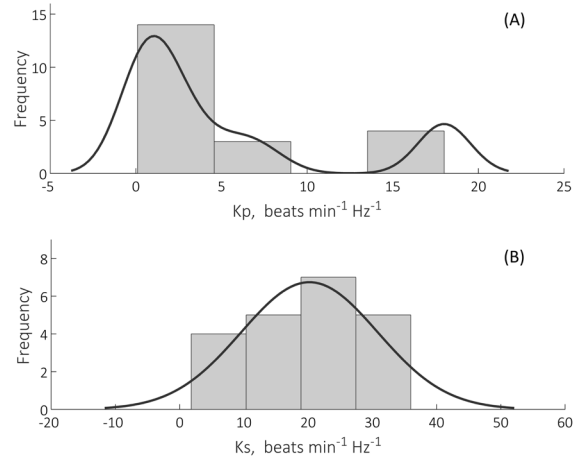 (A)
15
10
5
0
Frequency
-5 0 5 10 15 20 25
Kp, beats min⁻¹ Hz⁻¹
(B)
8
6
4
2
0
Frequency
-20 -10 0 10 20 30 40 50 60
Ks, beats min⁻¹ Hz⁻¹